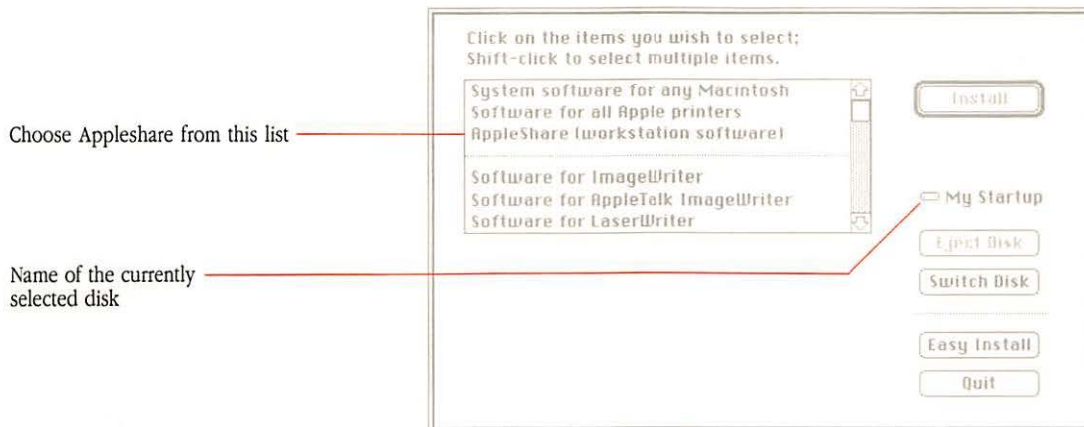 Click on the items you wish to select;
Shift-click to select multiple items.
System software for any Macintosh
Software for all Apple printers
AppleShare (workstation software)
Software for ImageWriter
Software for AppleTalk ImageWriter
Software for LaserWriter
Install
My Startup
Eject Disk
Switch Disk
Easy Install
Quit
Choose Appleshare from this list
Name of the currently
selected disk